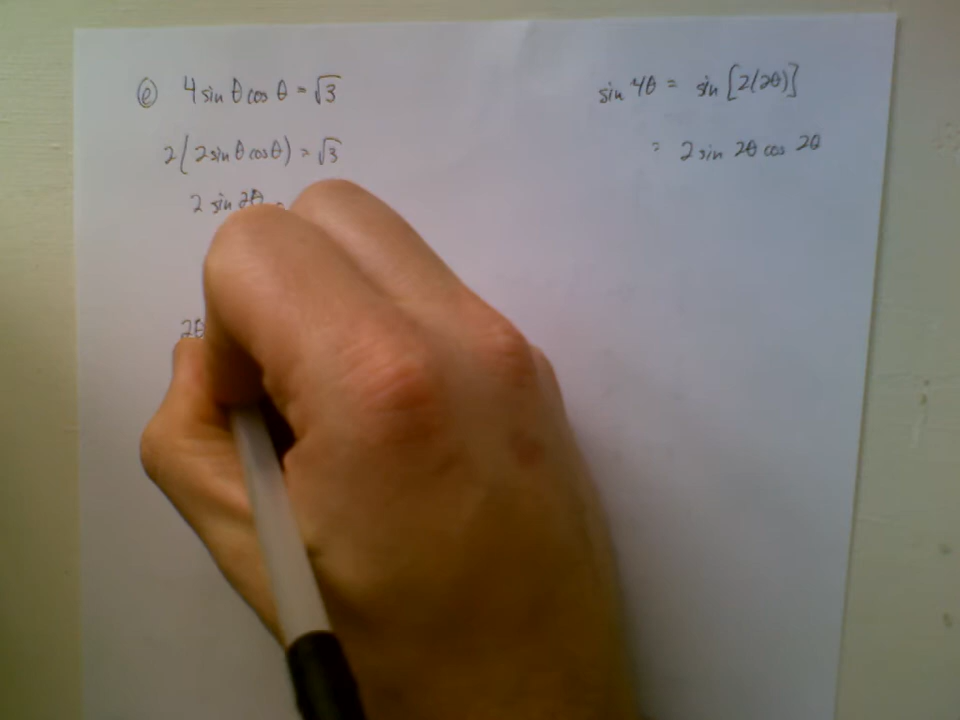 (e) 4 sin θ cos θ = √3
2(2 sin θ cos θ) = √3
2 sin 2θ
2θ
sin 4θ = sin [2(2θ)]
= 2 sin 2θ cos 2θ